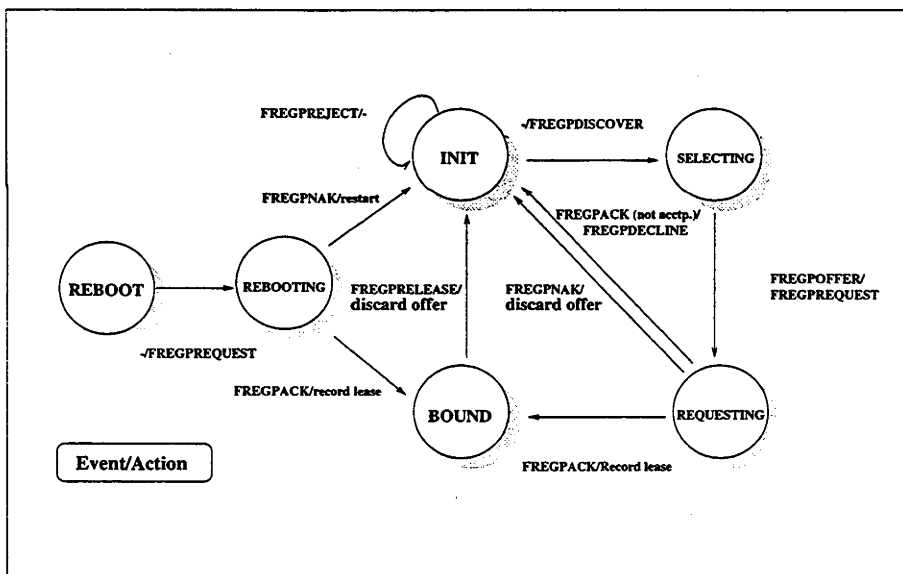 FREGPREJECT/-
-/FREGPDISCOVER
INIT
SELECTING
FREGPNAK/restart
FREGPACK (not acctp.)/
FREGPDECLINE
REBOOT
REBOOTING
FREGPRELEASE/
discard offer
FREGPNAK/
discard offer
FREGPOFFER/
FREGPREQUEST
-/FREGPREQUEST
FREGPACK/record lease
BOUND
REQUESTING
Event/Action
FREGPACK/Record lease